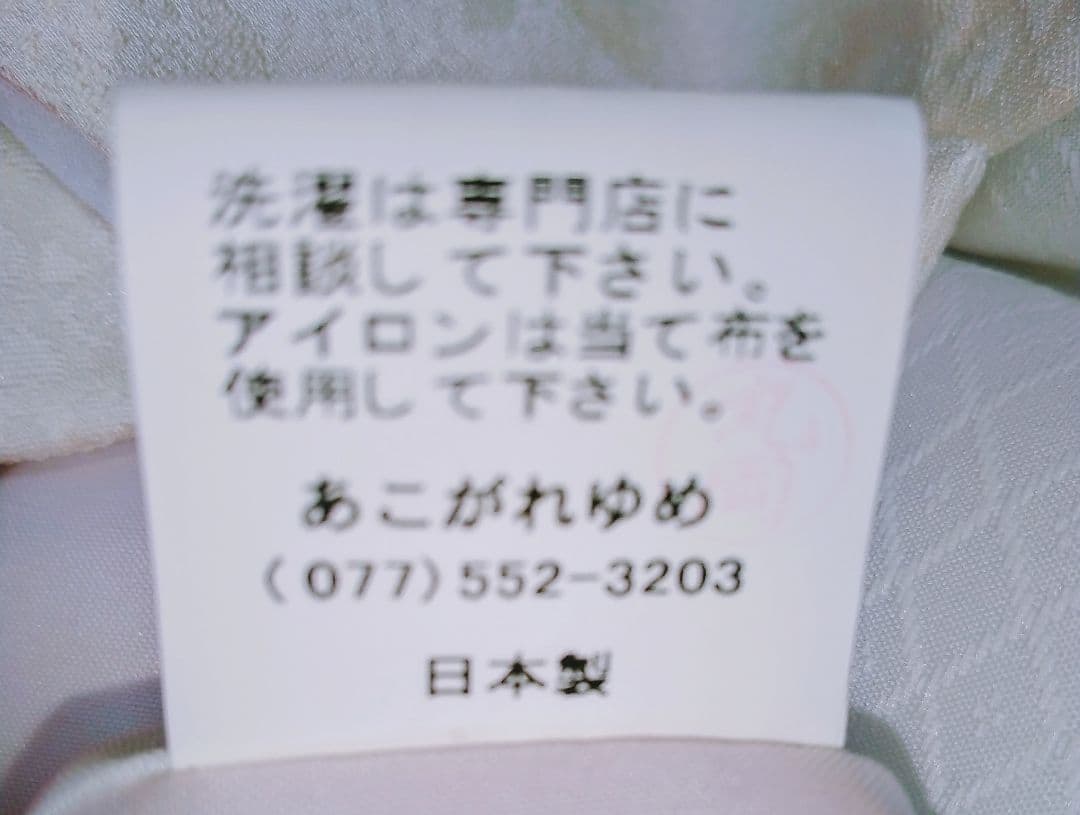 洗濯は専門店に
相談して下さい。
アイロンは当て布を
使用して下さい。
あこがれゆめ
(077)552-3203
日本製